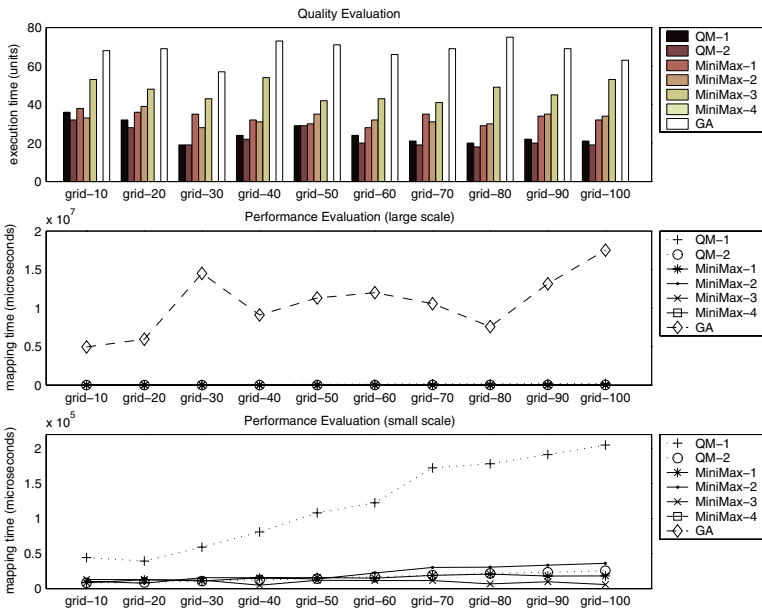 Quality Evaluation
execution time (units)
80
60
40
20
0
grid-10 grid-20 grid-30 grid-40 grid-50 grid-60 grid-70 grid-80 grid-90 grid-100
QM-1
QM-2
MiniMax-1
MiniMax-2
MiniMax-3
MiniMax-4
GA
Performance Evaluation (large scale)
x 10^7
mapping time (microseconds)
2
1.5
1
0.5
0
grid-10 grid-20 grid-30 grid-40 grid-50 grid-60 grid-70 grid-80 grid-90 grid-100
QM-1
QM-2
MiniMax-1
MiniMax-2
MiniMax-3
MiniMax-4
GA
Performance Evaluation (small scale)
x 10^5
mapping time (microseconds)
2
1.5
1
0.5
0
grid-10 grid-20 grid-30 grid-40 grid-50 grid-60 grid-70 grid-80 grid-90 grid-100
QM-1
QM-2
MiniMax-1
MiniMax-2
MiniMax-3
MiniMax-4
GA